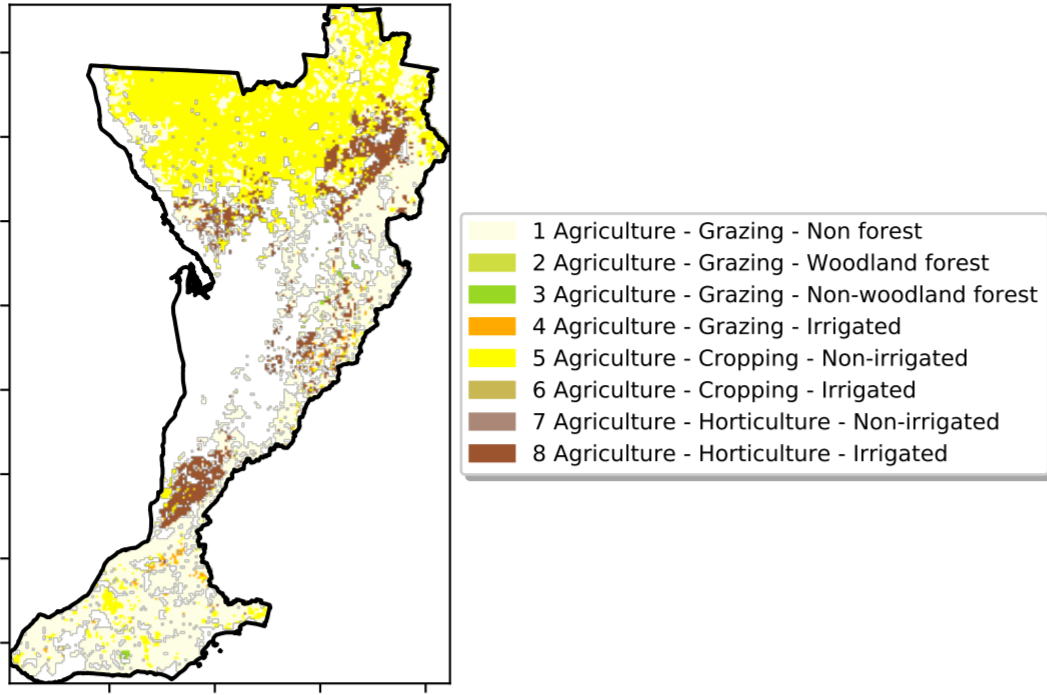 1 Agriculture - Grazing - Non forest
2 Agriculture - Grazing - Woodland forest
3 Agriculture - Grazing - Non-woodland forest
4 Agriculture - Grazing - Irrigated
5 Agriculture - Cropping - Non-irrigated
6 Agriculture - Cropping - Irrigated
7 Agriculture - Horticulture - Non-irrigated
8 Agriculture - Horticulture - Irrigated